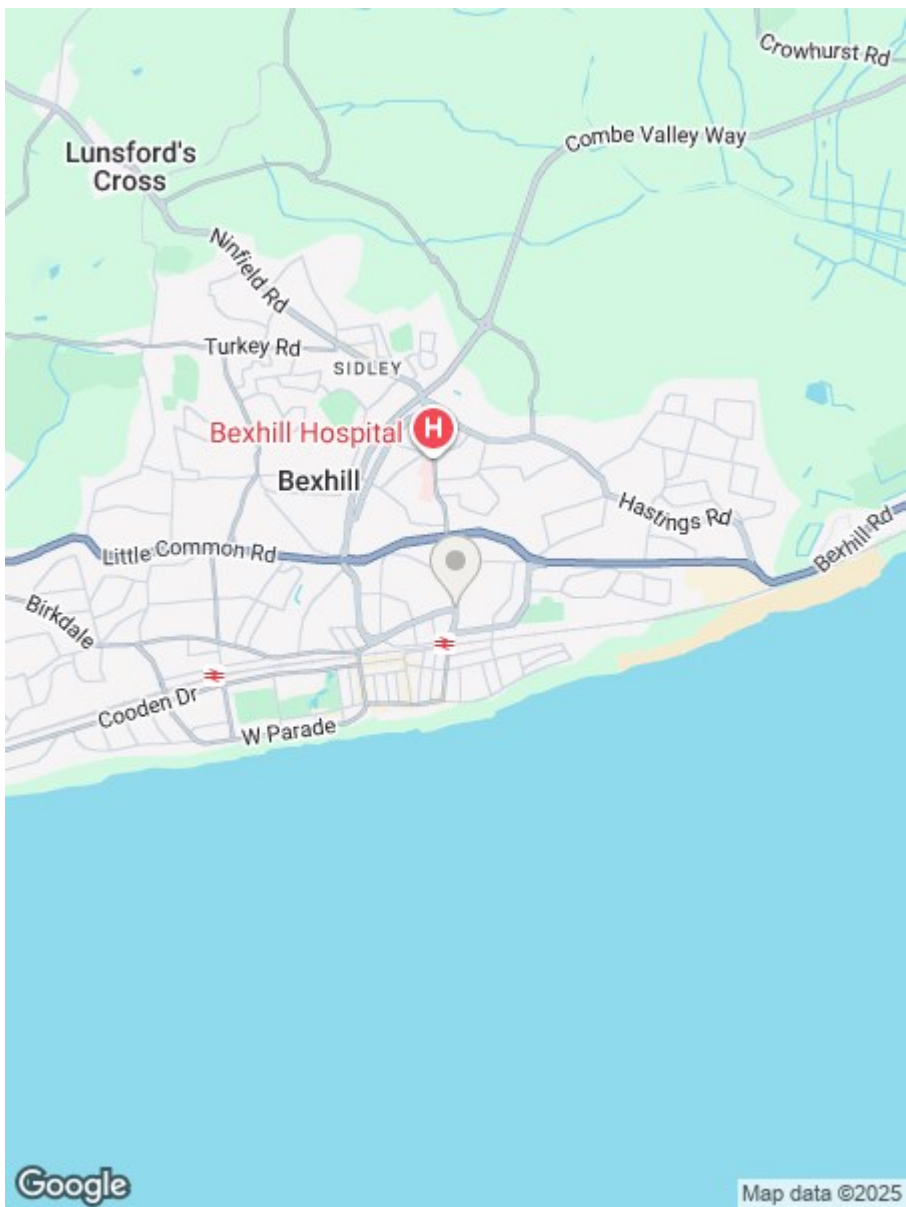 Crowhurst Rd
Combe Valley Way
Lunsford's
Cross
Ninfield Rd
Turkey Rd
SIDLEY
Bexhill Hospital
H
Bexhill
Hastings Rd
Bexhill Rd
Little Common Rd
Birkdale
Cooden Dr
W Parade
Google
Map data ©2025